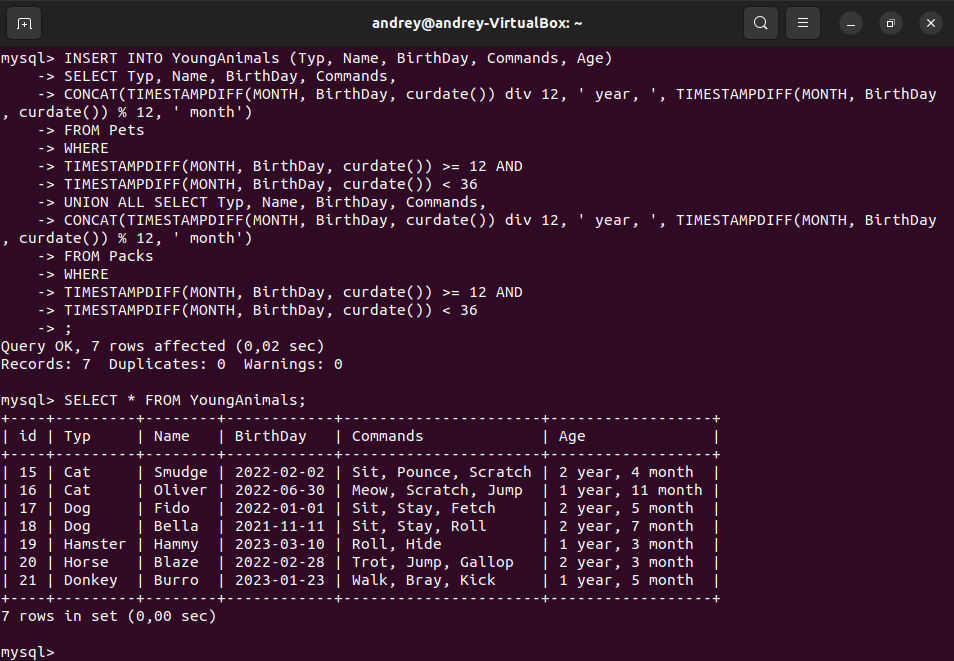 andrey@andrey-VirtualBox: ~
mysql> INSERT INTO YoungAnimals (Typ, Name, BirthDay, Commands, Age)
    -> SELECT Typ, Name, BirthDay, Commands,
    -> CONCAT(TIMESTAMPDIFF(MONTH, BirthDay, curdate()) div 12, ' year, ', TIMESTAMPDIFF(MONTH, BirthDay
, curdate()) % 12, ' month')
    -> FROM Pets
    -> WHERE
    -> TIMESTAMPDIFF(MONTH, BirthDay, curdate()) >= 12 AND
    -> TIMESTAMPDIFF(MONTH, BirthDay, curdate()) < 36
    -> UNION ALL SELECT Typ, Name, BirthDay, Commands,
    -> CONCAT(TIMESTAMPDIFF(MONTH, BirthDay, curdate()) div 12, ' year, ', TIMESTAMPDIFF(MONTH, BirthDay
, curdate()) % 12, ' month')
    -> FROM Packs
    -> WHERE
    -> TIMESTAMPDIFF(MONTH, BirthDay, curdate()) >= 12 AND
    -> TIMESTAMPDIFF(MONTH, BirthDay, curdate()) < 36
    -> ;
Query OK, 7 rows affected (0,02 sec)
Records: 7  Duplicates: 0  Warnings: 0

mysql> SELECT * FROM YoungAnimals;
+----+---------+--------+------------+----------------------+------------------+
| id | Typ     | Name   | BirthDay   | Commands             | Age              |
+----+---------+--------+------------+----------------------+------------------+
| 15 | Cat     | Smudge | 2022-02-02 | Sit, Pounce, Scratch | 2 year, 4 month  |
| 16 | Cat     | Oliver | 2022-06-30 | Meow, Scratch, Jump  | 1 year, 11 month |
| 17 | Dog     | Fido   | 2022-01-01 | Sit, Stay, Fetch     | 2 year, 5 month  |
| 18 | Dog     | Bella  | 2021-11-11 | Sit, Stay, Roll      | 2 year, 7 month  |
| 19 | Hamster | Hammy  | 2023-03-10 | Roll, Hide           | 1 year, 3 month  |
| 20 | Horse   | Blaze  | 2022-02-28 | Trot, Jump, Gallop   | 2 year, 3 month  |
| 21 | Donkey  | Burro  | 2023-01-23 | Walk, Bray, Kick     | 1 year, 5 month  |
+----+---------+--------+------------+----------------------+------------------+
7 rows in set (0,00 sec)

mysql>